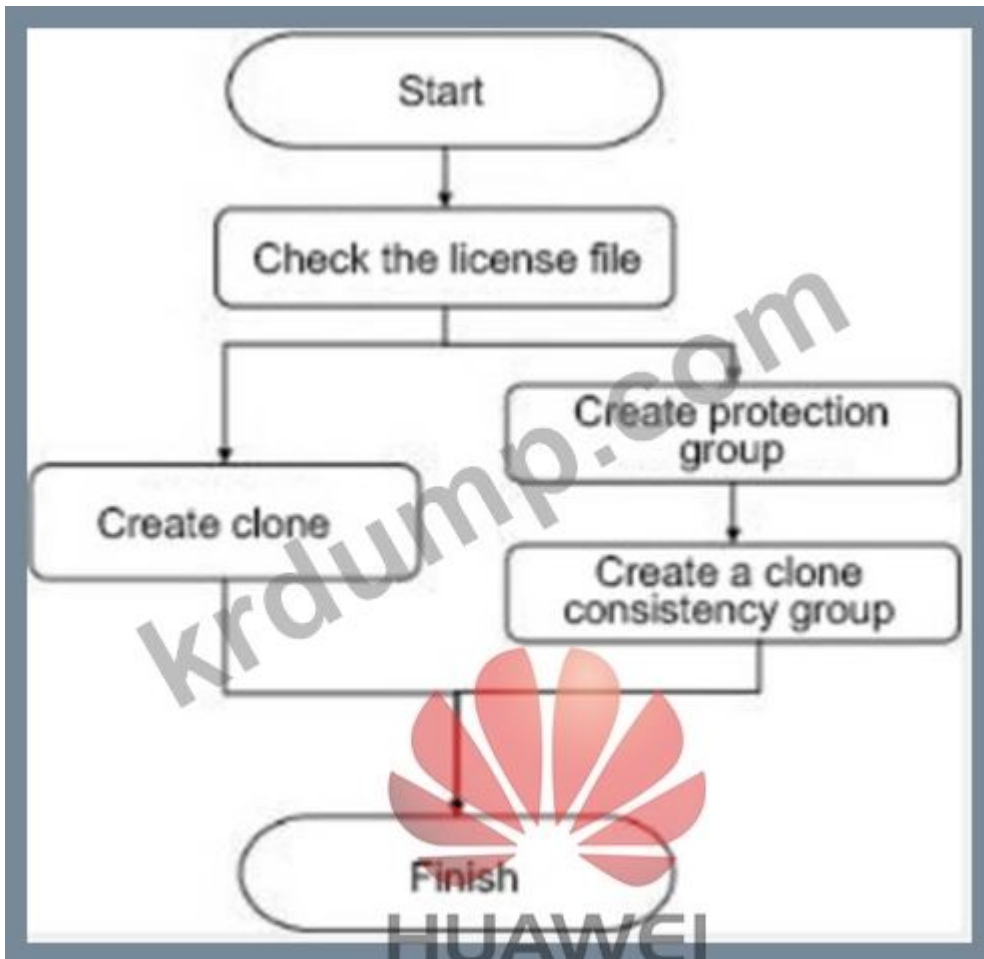 Start
Check the license file
Create protection
group
Create clone
Create a clone
consistency group
krdump.com
Finish
HUAWEI